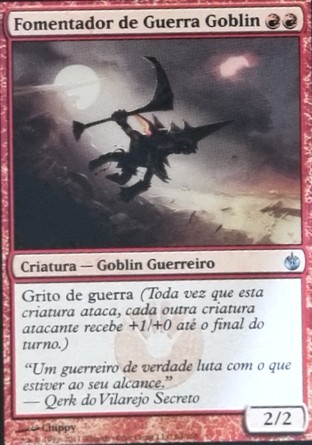 Fomentador de Guerra Goblin
Criatura — Goblin Guerreiro
Grito de guerra (Toda vez que esta
criatura ataca, cada outra criatura
atacante recebe +1/+0 até o final do
turno.)
“Um guerreiro de verdade luta com o que
estiver ao seu alcance.”
— Qerk do Vilarejo Secreto
Chippy
2/2